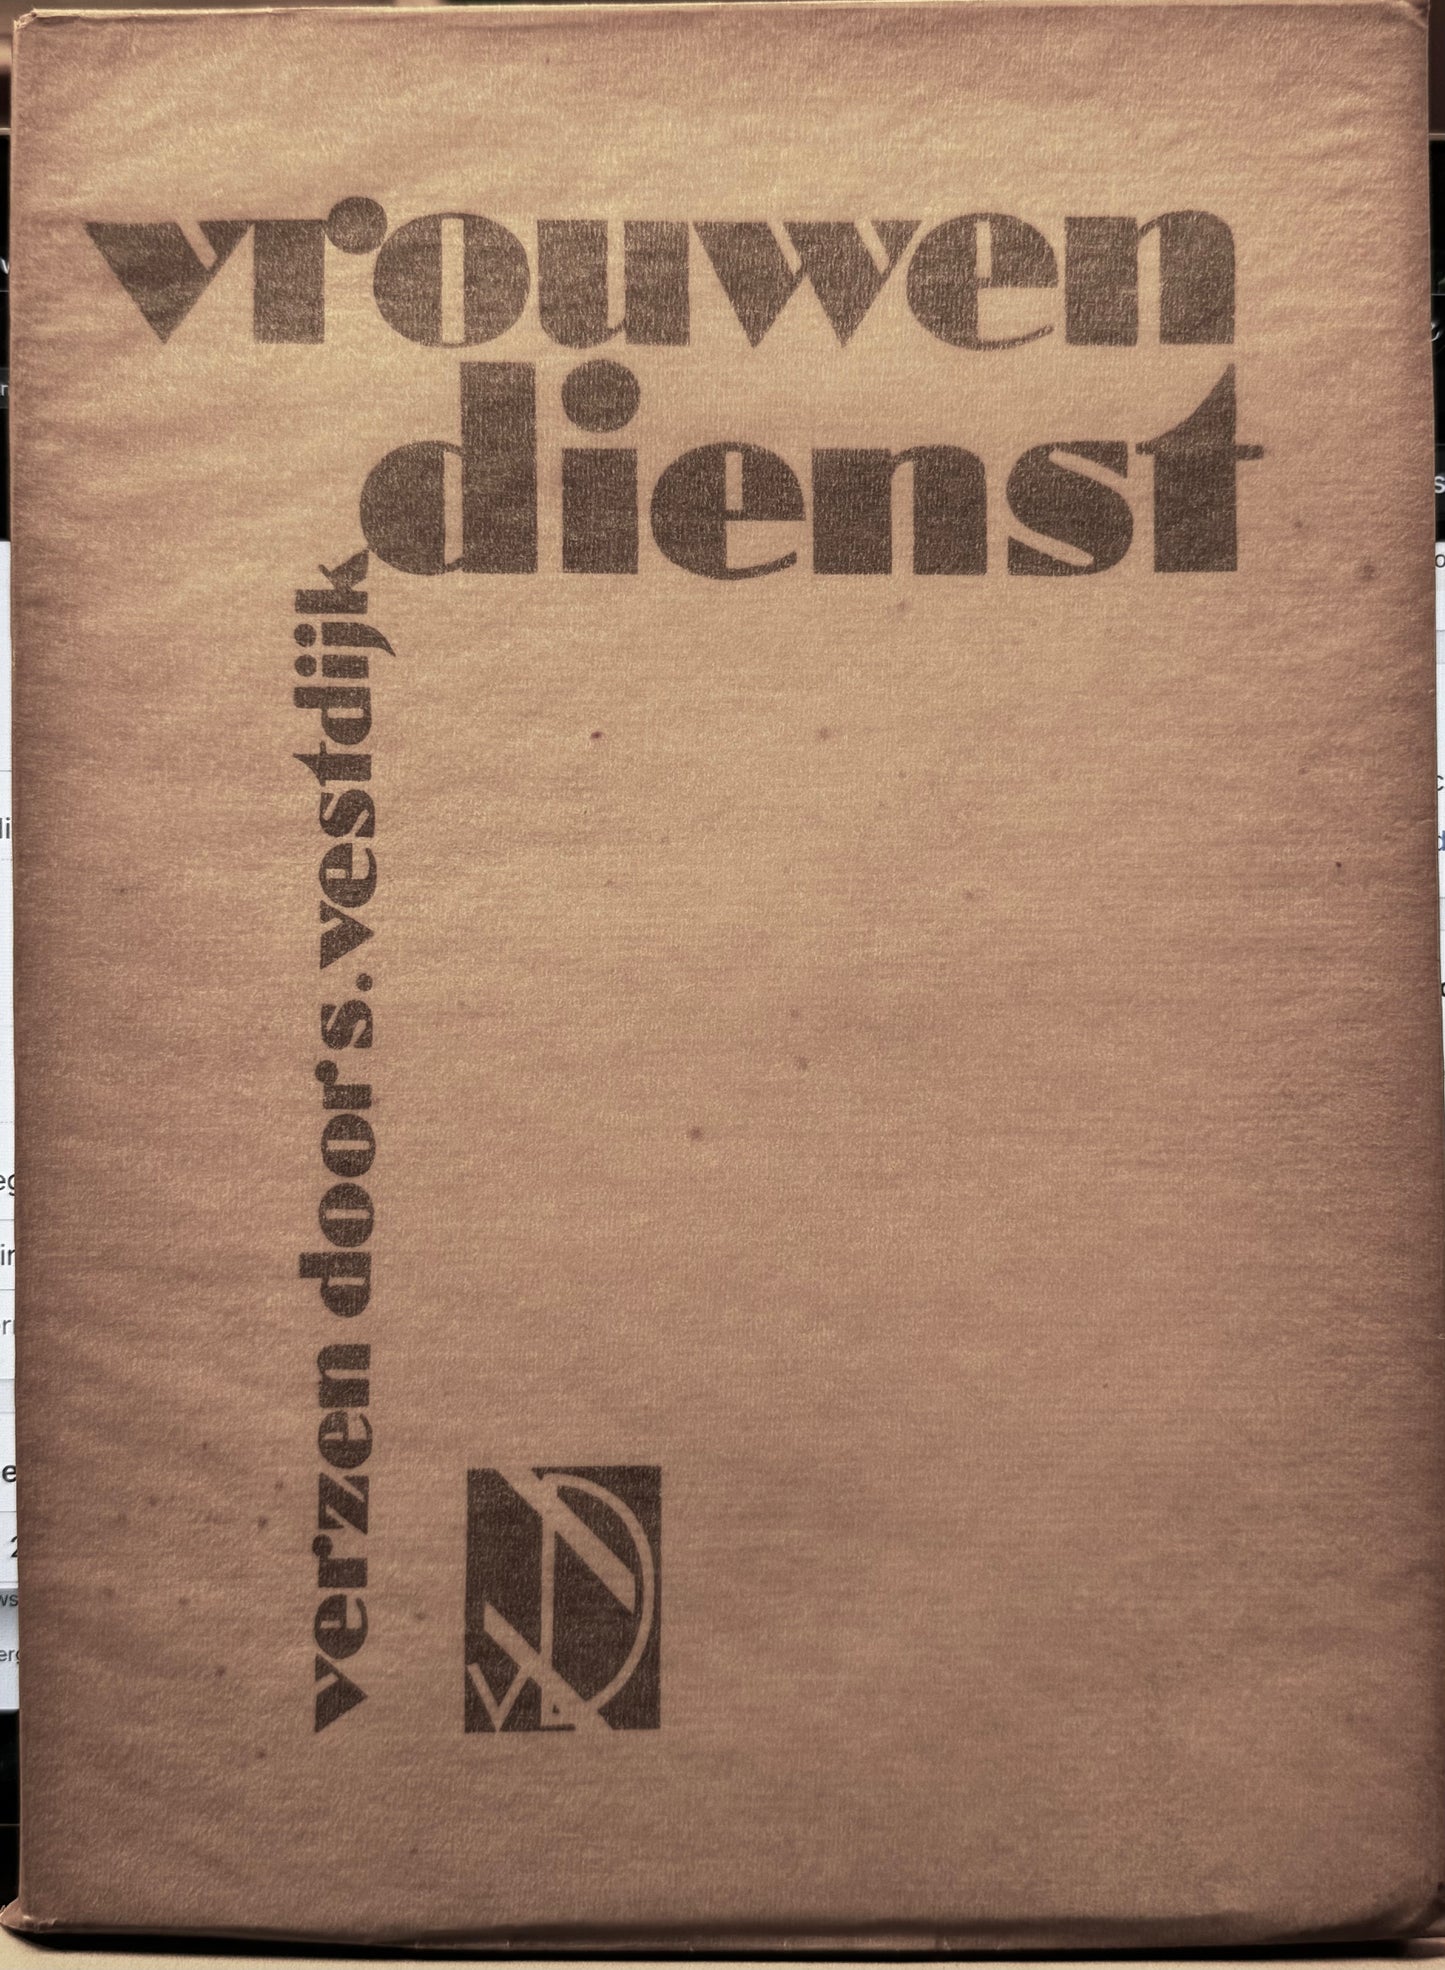 vrouwen
dienst
verzen door s. vestdijk